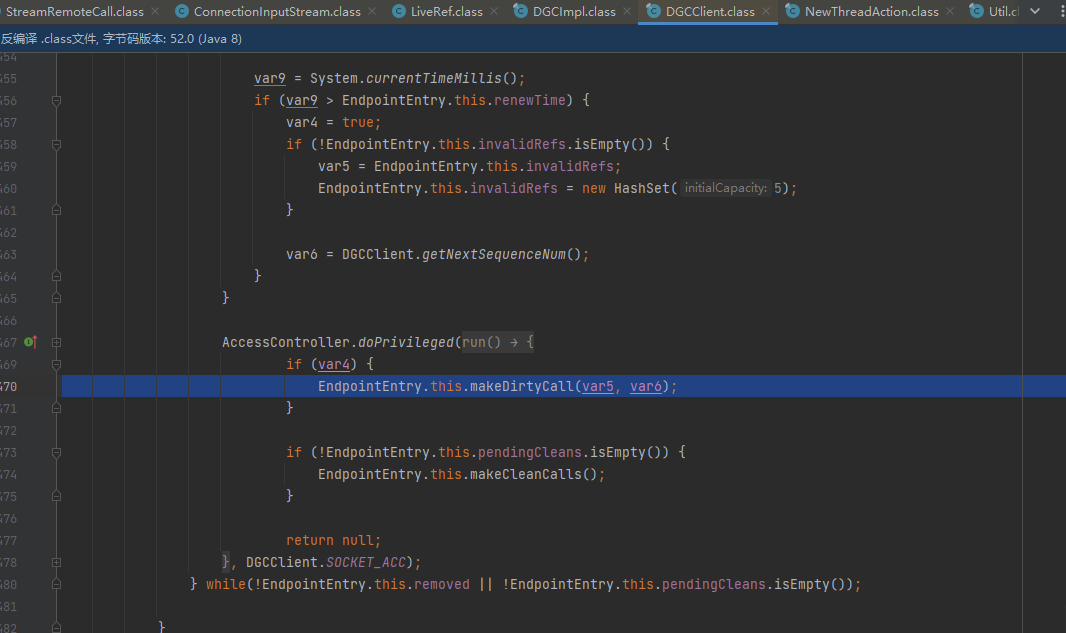 StreamRemoteCall.class × ConnectionInputStream.class × LiveRef.class × DGCImpl.class × DGCClient.class × NewThreadAction.class × Util.cl
反编译 .class文件, 字节码版本: 52.0 (Java 8)
454
455 var9 = System.currentTimeMillis();
456 if (var9 > EndpointEntry.this.renewTime) {
457 var4 = true;
458 if (!EndpointEntry.this.invalidRefs.isEmpty()) {
459 var5 = EndpointEntry.this.invalidRefs;
460 EndpointEntry.this.invalidRefs = new HashSet( initialCapacity: 5);
461 }
462
463 var6 = DGCClient.getNextSequenceNum();
464 }
465 }
466
467 AccessController.doPrivileged(run() → {
469 if (var4) {
470 EndpointEntry.this.makeDirtyCall(var5, var6);
471 }
472
473 if (!EndpointEntry.this.pendingCleans.isEmpty()) {
474 EndpointEntry.this.makeCleanCalls();
475 }
476
477 return null;
478 }, DGCClient.SOCKET_ACC);
480 } while(!EndpointEntry.this.removed || !EndpointEntry.this.pendingCleans.isEmpty());
481
482 }